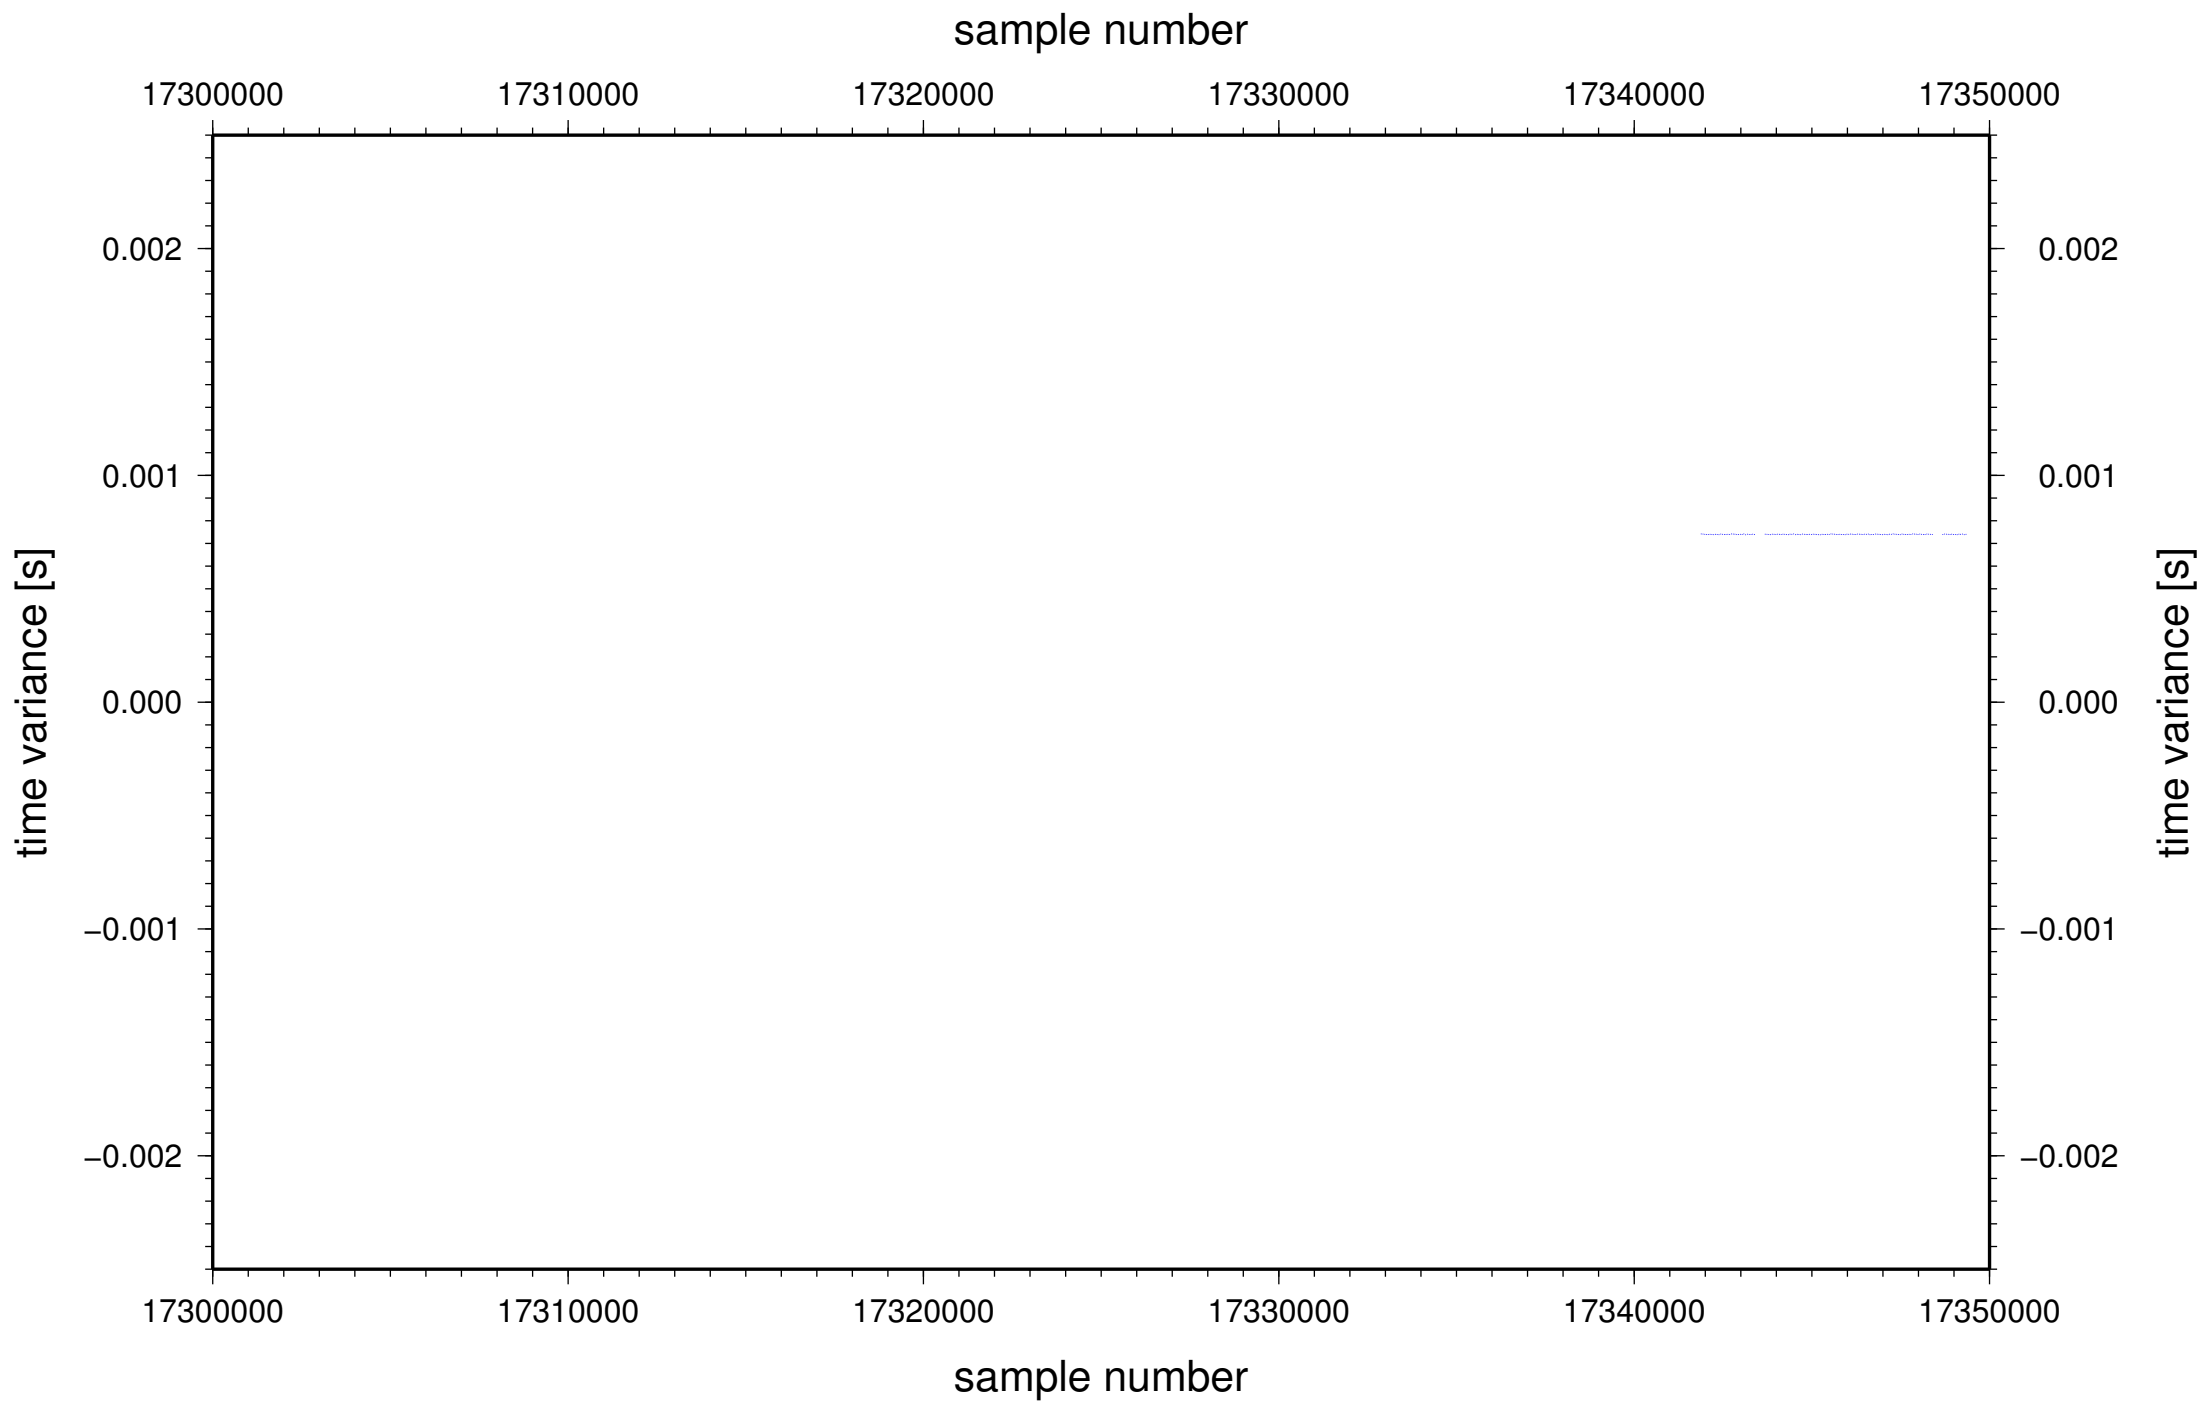 sample number
17300000 17310000 17320000 17330000 17340000 17350000
0.002 0.002
0.001 0.001
0.000 0.000
−0.001 −0.001
−0.002 −0.002
time variance [s]
time variance [s]
17300000 17310000 17320000 17330000 17340000 17350000
sample number